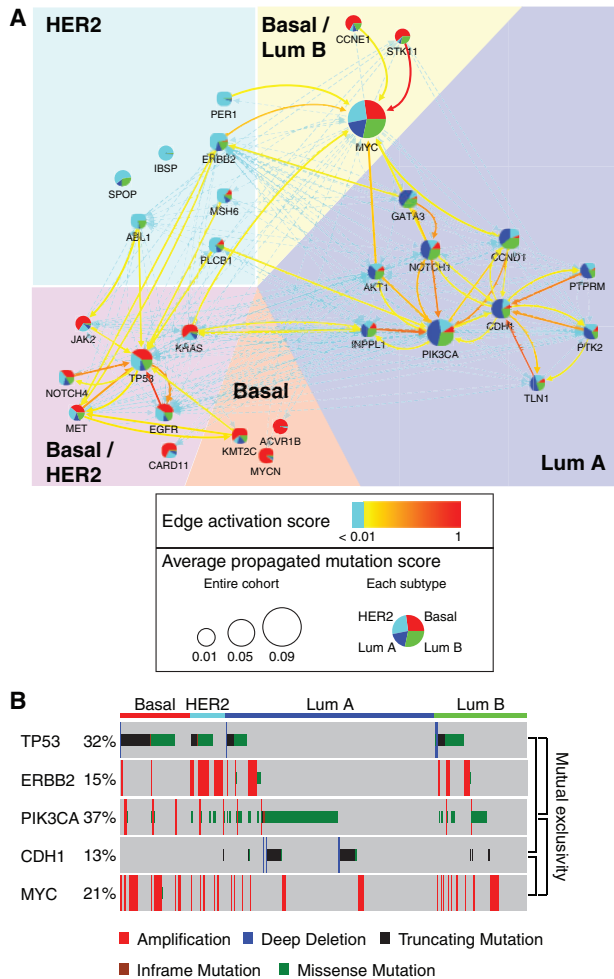 A
HER2
Basal /
Lum B
CCNE1
STK11
PER1
MYC
ERBB2
IBSP
SPOP
MSH6
GATA3
ABL1
PLCB1
NOTCH1
CCND1
AKT1
PTPRM
CDH1
JAK2
KRAS
INPPL1
PIK3CA
PTK2
TP53
NOTCH4
TLN1
Basal
MET
EGFR
ACVR1B
KMT2C
Basal /
HER2
CARD11
MYCN
Lum A
Edge activation score
< 0.01 1
Average propagated mutation score
Entire cohort Each subtype
HER2 Basal
Lum A Lum B
0.01 0.05 0.09
B
Basal HER2 Lum A Lum B
TP53 32%
ERBB2 15%
PIK3CA 37%
CDH1 13%
MYC 21%
Mutual exclusivity
Amplification Deep Deletion Truncating Mutation
Inframe Mutation Missense Mutation